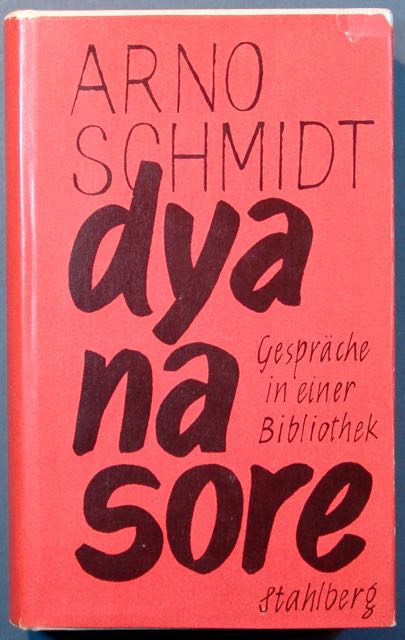 ARNO
SCHMIDT
dya
na
sore
Gespräche
in einer
Bibliothek
Stahlberg